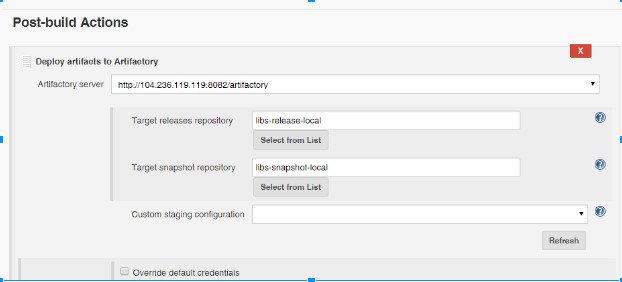 Post-build Actions
X
Deploy artifacts to Artifactory
Artifactory server http://104.236.119.119:8082/artifactory
Target releases repository libs-release-local
Select from List
Target snapshot repository libs-snapshot-local
Select from List
Custom staging configuration
Refresh
Override default credentials